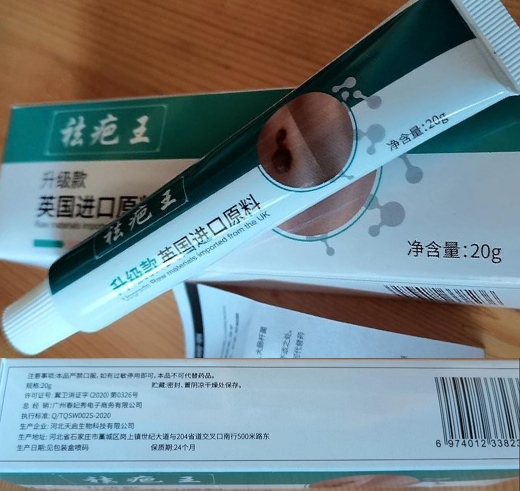 祛疤王
升级款
英国进口原
净含量:20g
祛疤王
升级款英国进口原料
Upgrade Raw materials imported from the UK
净含量:20g
注意事项:本品严禁口服,如有过敏停用即可,本品不可代替药品。
规格:20g
贮藏:密封、置阴凉干燥处保存。
许可证号:冀卫消证字(2020)第0326号
总 经 销:广州春妃秀电子商务有限公司
执行标准: Q/TQSW002S-2020
生产企业: 河北天启生物科技有限公司
生产地址: 河北省石家庄市藁城区岗上镇世纪大道与204省道交叉口南行500米路东
生产日期:见包装盒喷码
保质期:24个月
6 974012 33823